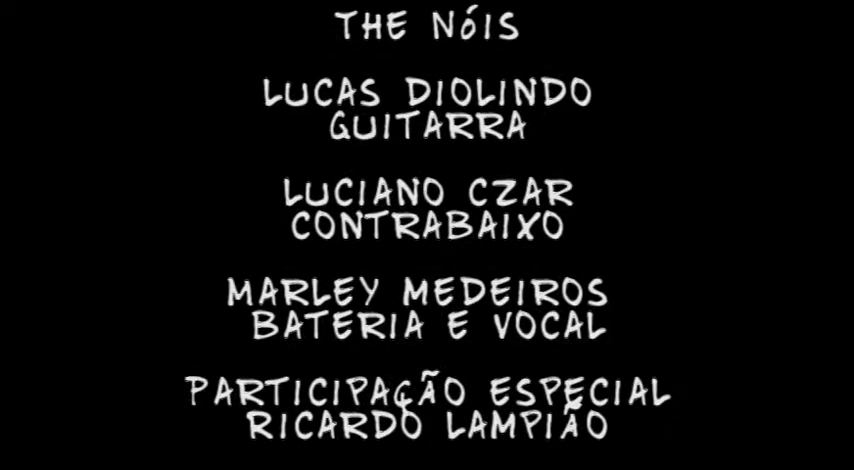 THE NÓIS
LUCAS DIOLINDO
GUITARRA
LUCIANO CZAR
CONTRABAIXO
MARLEY MEDEIROS
BATERIA E VOCAL
PARTICIPAÇÃO ESPECIAL
RICARDO LAMPIÃO